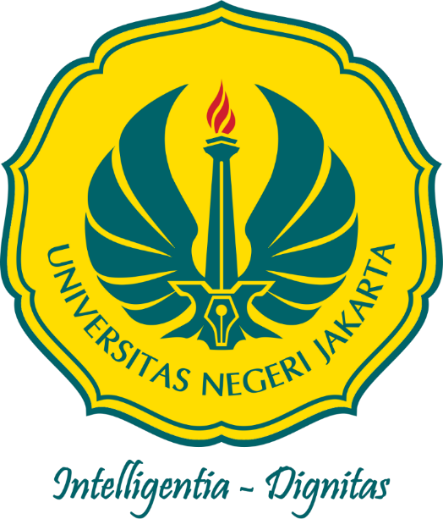 UNIVERSITAS NEGERI JAKARTA
Intelligentia - Dignitas